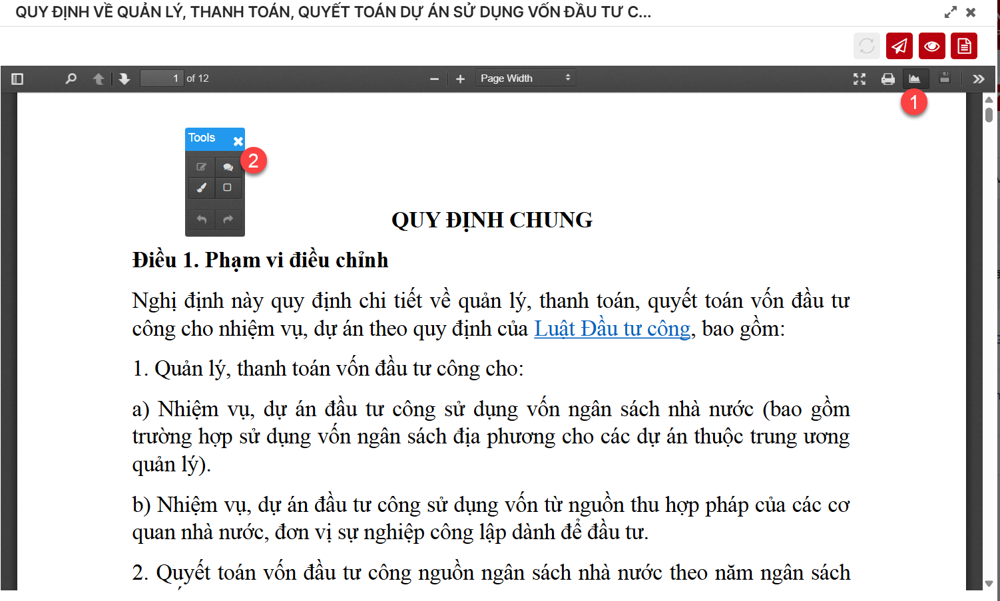 QUY ĐỊNH VỀ QUẢN LÝ, THANH TOÁN, QUYẾT TOÁN DỰ ÁN SỬ DỤNG VỐN ĐẦU TƯ C...
1 of 12
Page Width
1
Tools
2
QUY ĐỊNH CHUNG
Điều 1. Phạm vi điều chỉnh
Nghị định này quy định chi tiết về quản lý, thanh toán, quyết toán vốn đầu tư
công cho nhiệm vụ, dự án theo quy định của Luật Đầu tư công, bao gồm:
1. Quản lý, thanh toán vốn đầu tư công cho:
a) Nhiệm vụ, dự án đầu tư công sử dụng vốn ngân sách nhà nước (bao gồm
trường hợp sử dụng vốn ngân sách địa phương cho các dự án thuộc trung ương
quản lý).
b) Nhiệm vụ, dự án đầu tư công sử dụng vốn từ nguồn thu hợp pháp của các cơ
quan nhà nước, đơn vị sự nghiệp công lập dành để đầu tư.
2. Quyết toán vốn đầu tư công nguồn ngân sách nhà nước theo năm ngân sách